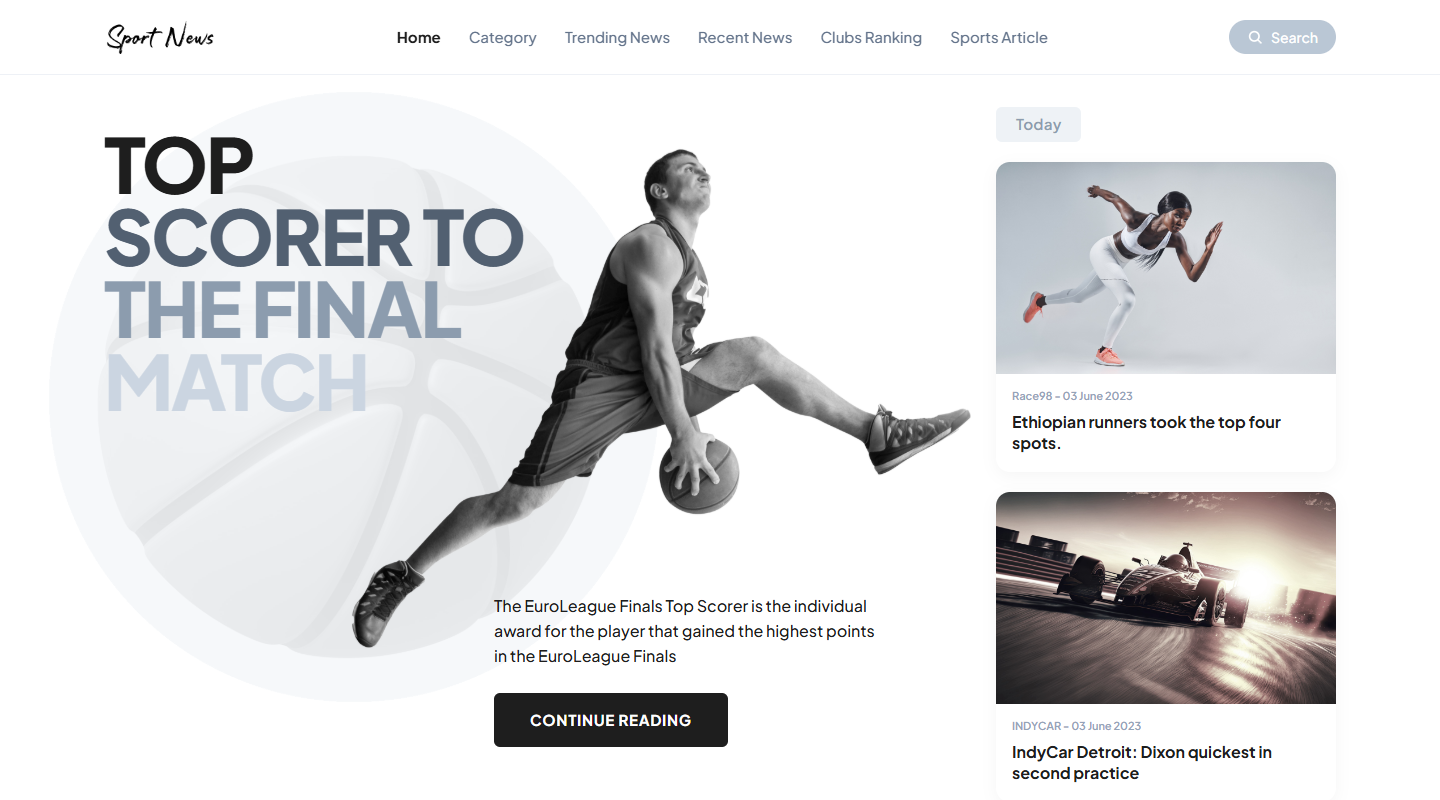 Sport News
Home
Category
Trending News
Recent News
Clubs Ranking
Sports Article
Search
TOP
SCORER TO
THE FINAL
MATCH
The EuroLeague Finals Top Scorer is the individual
award for the player that gained the highest points
in the EuroLeague Finals
CONTINUE READING
Today
Race98 - 03 June 2023
Ethiopian runners took the top four
spots.
INDYCAR - 03 June 2023
IndyCar Detroit: Dixon quickest in
second practice